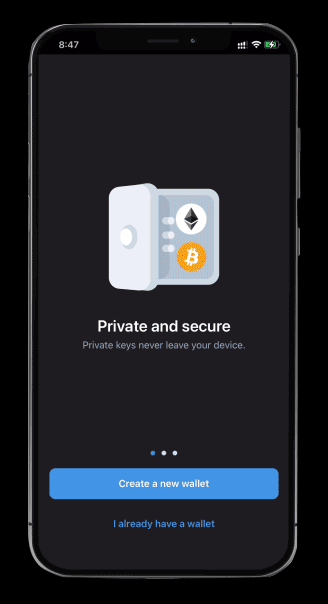 8:47
Private and secure
Private keys never leave your device.
Create a new wallet
I already have a wallet